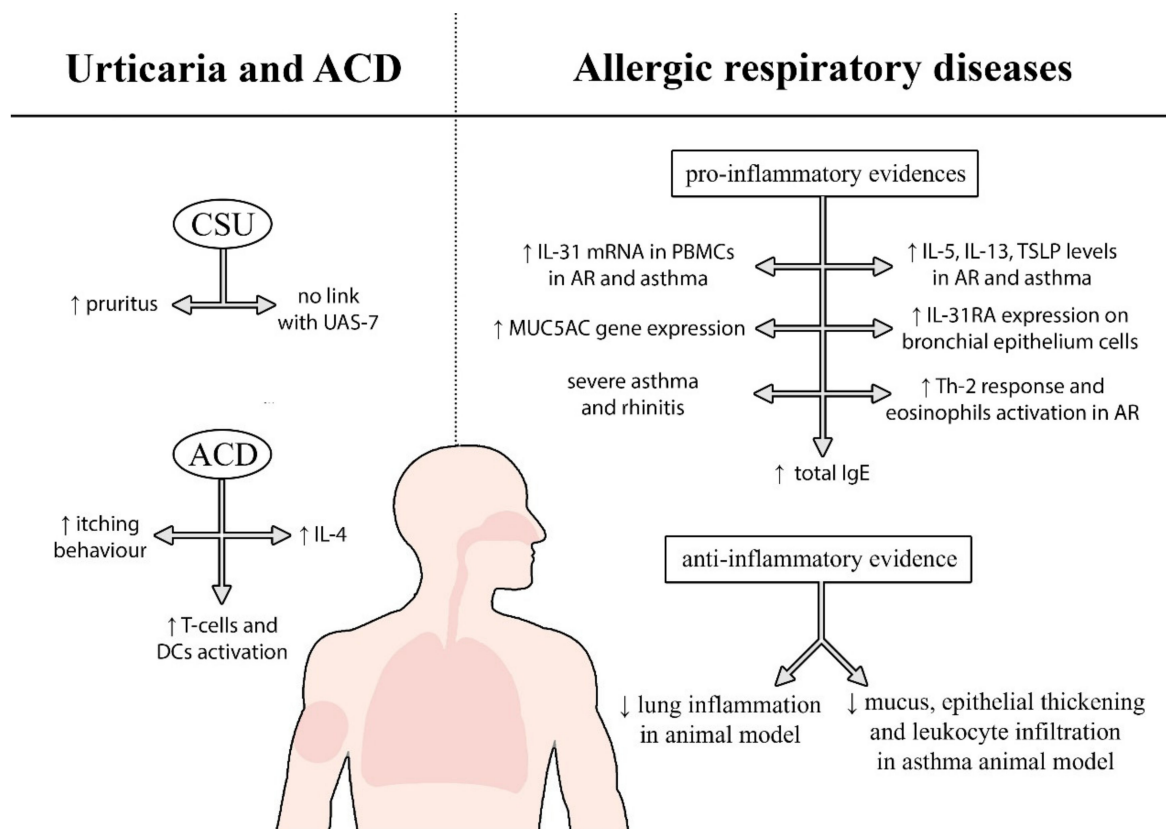 Urticaria and ACD
Allergic respiratory diseases
CSU
↑ pruritus
no link
with UAS-7
ACD
↑ itching
behaviour
↑ IL-4
↑ T-cells and
DCs activation
pro-inflammatory evidences
↑ IL-31 mRNA in PBMCs
in AR and asthma
↑ IL-5, IL-13, TSLP levels
in AR and asthma
↑ MUC5AC gene expression
↑ IL-31RA expression on
bronchial epithelium cells
severe asthma
and rhinitis
↑ Th-2 response and
eosinophils activation in AR
↑ total IgE
anti-inflammatory evidence
↓ lung inflammation
in animal model
↓ mucus, epithelial thickening
and leukocyte infiltration
in asthma animal model